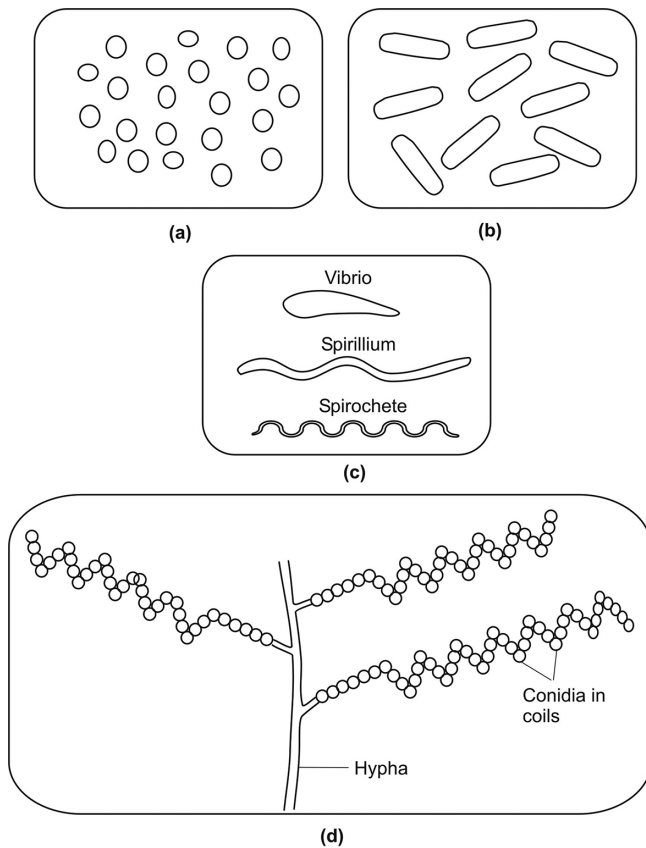 (a)
(b)
Vibrio
Spirillium
Spirochete
(c)
Conidia in
coils
Hypha
(d)